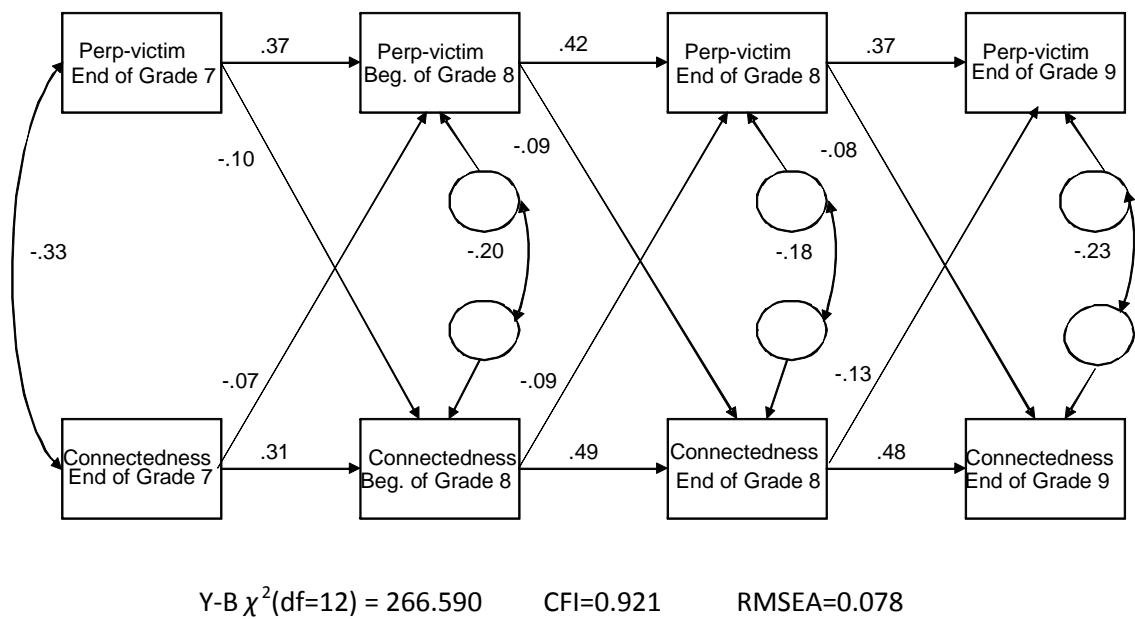 Perp-victim
End of Grade 7
.37
Perp-victim
Beg. of Grade 8
.42
Perp-victim
End of Grade 8
.37
Perp-victim
End of Grade 9
-.10
-.09
-.08
-.33
-.20
-.18
-.23
-.07
-.09
-.13
Connectedness
End of Grade 7
.31
Connectedness
Beg. of Grade 8
.49
Connectedness
End of Grade 8
.48
Connectedness
End of Grade 9
Y-B χ²(df=12) = 266.590 CFI=0.921 RMSEA=0.078